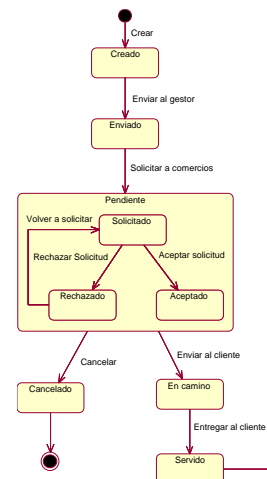 Crear
Creado
Enviar al gestor
Enviado
Solicitar a comercios
Pendiente
Volver a solicitar
Solicitado
Rechazar Solicitud
Aceptar solicitud
Rechazado
Aceptado
Cancelar
Enviar al cliente
Cancelado
En camino
Entregar al cliente
Servido